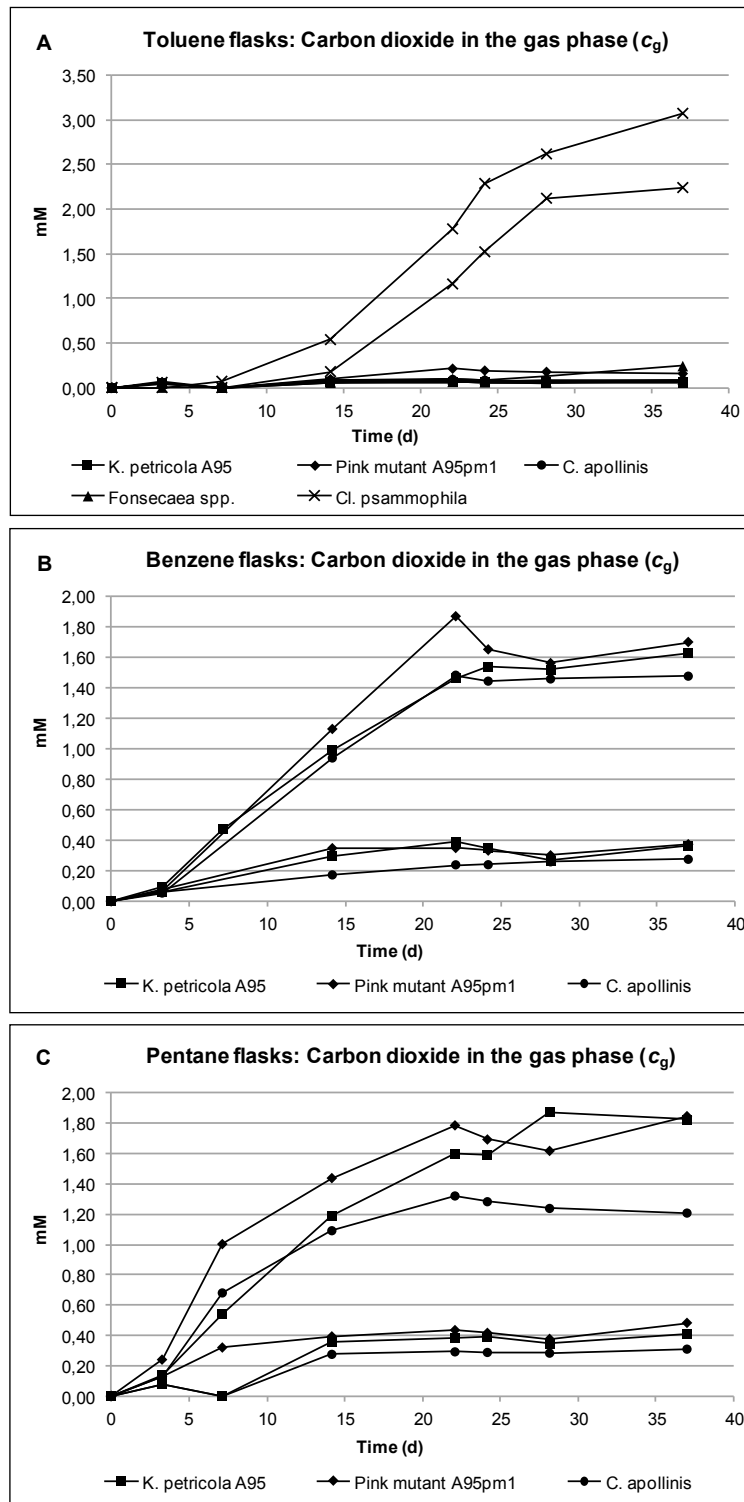 A Toluene flasks: Carbon dioxide in the gas phase (cg)
3,50
3,00
2,50
2,00
1,50
1,00
0,50
0,00
mM
0 5 10 15 20 25 30 35 40
Time (d)
K. petricola A95 Pink mutant A95pm1 C. apollinis
Fonsecaea spp. Cl. psammophila
B Benzene flasks: Carbon dioxide in the gas phase (cg)
2,00
1,80
1,60
1,40
1,20
1,00
0,80
0,60
0,40
0,20
0,00
mM
0 5 10 15 20 25 30 35 40
Time (d)
K. petricola A95 Pink mutant A95pm1 C. apollinis
C Pentane flasks: Carbon dioxide in the gas phase (cg)
2,00
1,80
1,60
1,40
1,20
1,00
0,80
0,60
0,40
0,20
0,00
mM
0 5 10 15 20 25 30 35 40
Time (d)
K. petricola A95 Pink mutant A95pm1 C. apollinis